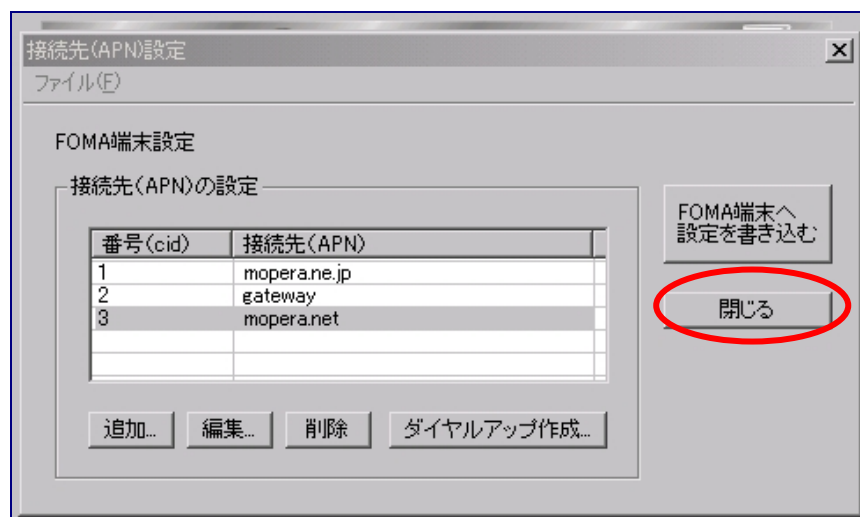 接続先(APN)設定
ファイル(F)
FOMA端末設定
接続先(APN)の設定
番号(cid) 接続先(APN)
1 mopera.ne.jp
2 gateway
3 mopera.net
追加... 編集... 削除 ダイヤルアップ作成...
FOMA端末へ
設定を書き込む
閉じる